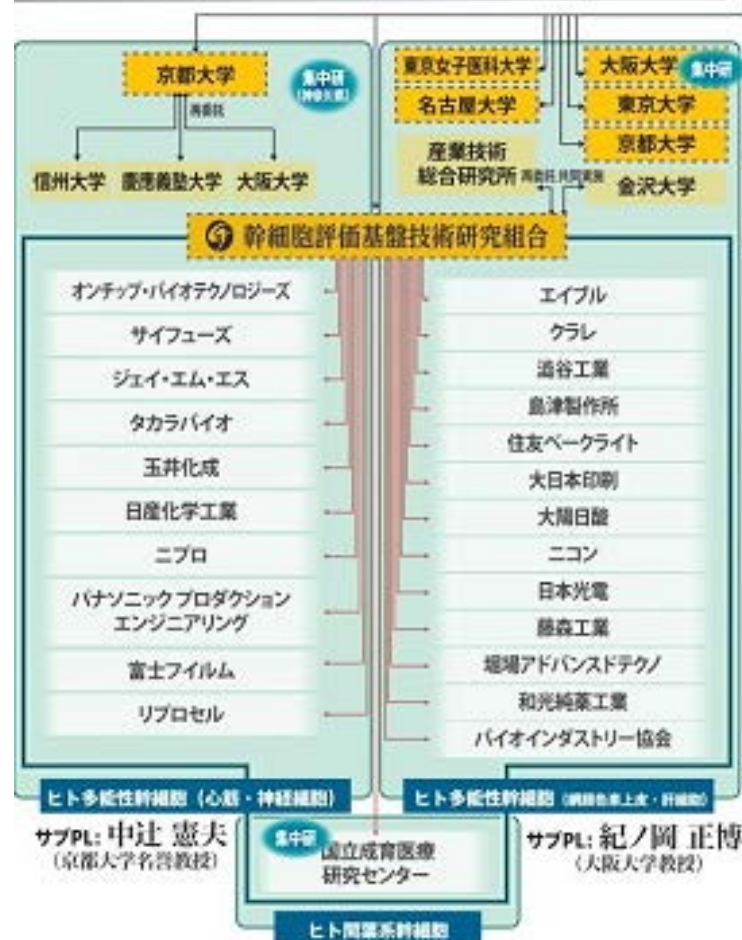 京都大学
集中研
再委託
信州大学 慶應義塾大学 大阪大学
東京女子医科大学
名古屋大学
産業技術
総合研究所
大阪大学
集中研
東京大学
京都大学
再委託 共同実施
金沢大学
幹細胞評価基盤技術研究組合
オンチップ・バイオテクノロジーズ
サイフューズ
ジェイ・エム・エス
タカラバイオ
玉井化成
日産化学工業
ニプロ
パナソニック プロダクション
エンジニアリング
富士フイルム
リプロセル
エイブル
クラレ
澁谷工業
島津製作所
住友ベークライト
大日本印刷
大陽日酸
ニコン
日本光電
藤森工業
堀場アドバンスドテクノ
和光純薬工業
バイオインダストリー協会
ヒト多能性幹細胞（心筋・神経細胞）
サブPL: 中辻 憲夫
（京都大学名誉教授）
ヒト多能性幹細胞（網膜色素上皮・肝細胞）
サブPL: 紀ノ岡 正博
（大阪大学教授）
集中研
国立成育医療
研究センター
ヒト間葉系幹細胞